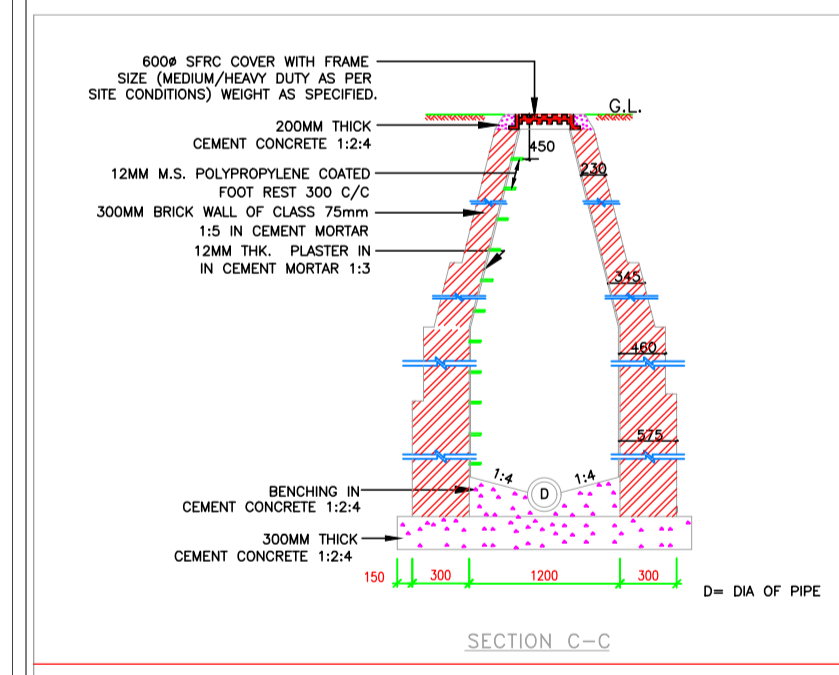 600ø SFRC COVER WITH FRAME
SIZE (MEDIUM/HEAVY DUTY AS PER
SITE CONDITIONS) WEIGHT AS SPECIFIED.
G.L.
200MM THICK
CEMENT CONCRETE 1:2:4
450
12MM M.S. POLYPROPYLENE COATED
FOOT REST 300 C/C
230
300MM BRICK WALL OF CLASS 75mm
1:5 IN CEMENT MORTAR
12MM THK. PLASTER IN
IN CEMENT MORTAR 1:3
345
460
575
1:4
1:4
D
BENCHING IN
CEMENT CONCRETE 1:2:4
300MM THICK
CEMENT CONCRETE 1:2:4
150 300 1200 300
D= DIA OF PIPE
SECTION C-C